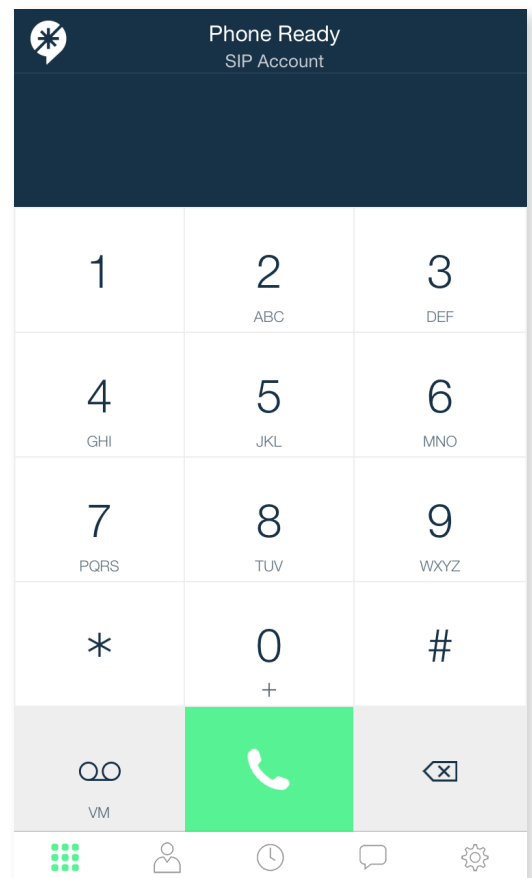 Phone Ready
SIP Account
1 2 3
ABC DEF
4 5 6
GHI JKL MNO
7 8 9
PQRS TUV WXYZ
* 0 #
+
VM